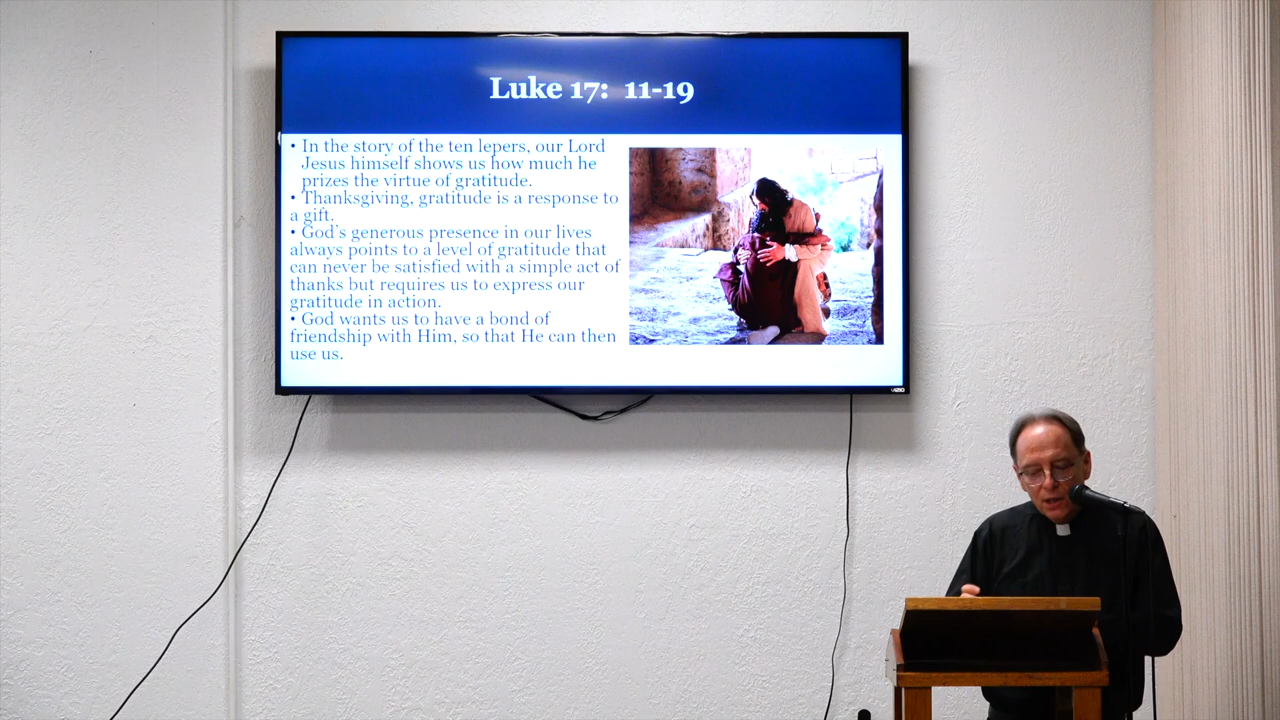 Luke 17: 11-19
• In the story of the ten lepers, our Lord
Jesus himself shows us how much he
prizes the virtue of gratitude.
• Thanksgiving, gratitude is a response to
a gift.
• God's generous presence in our lives
always points to a level of gratitude that
can never be satisfied with a simple act of
thanks but requires us to express our
gratitude in action.
• God wants us to have a bond of
friendship with Him, so that He can then
use us.
VIZIO